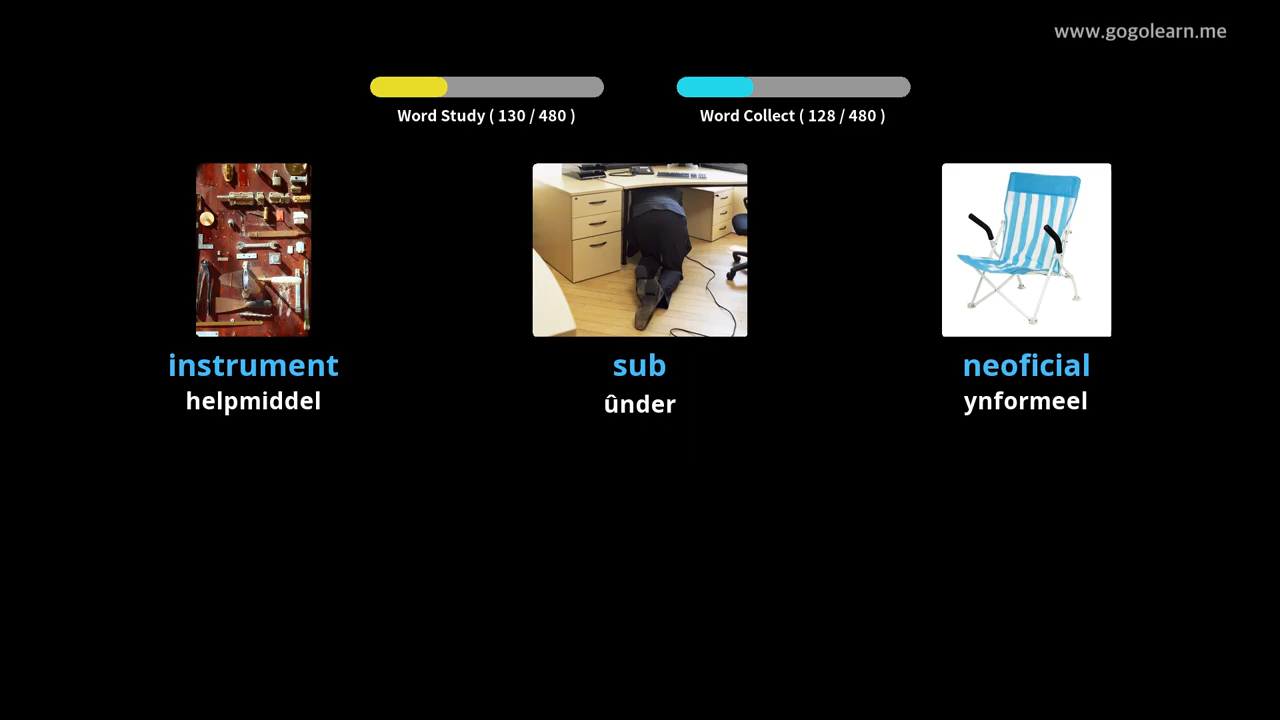 www.gogolearn.me
Word Study ( 130 / 480 )
Word Collect ( 128 / 480 )
instrument
helpmiddel
sub
ûnder
neoficial
ynformeel